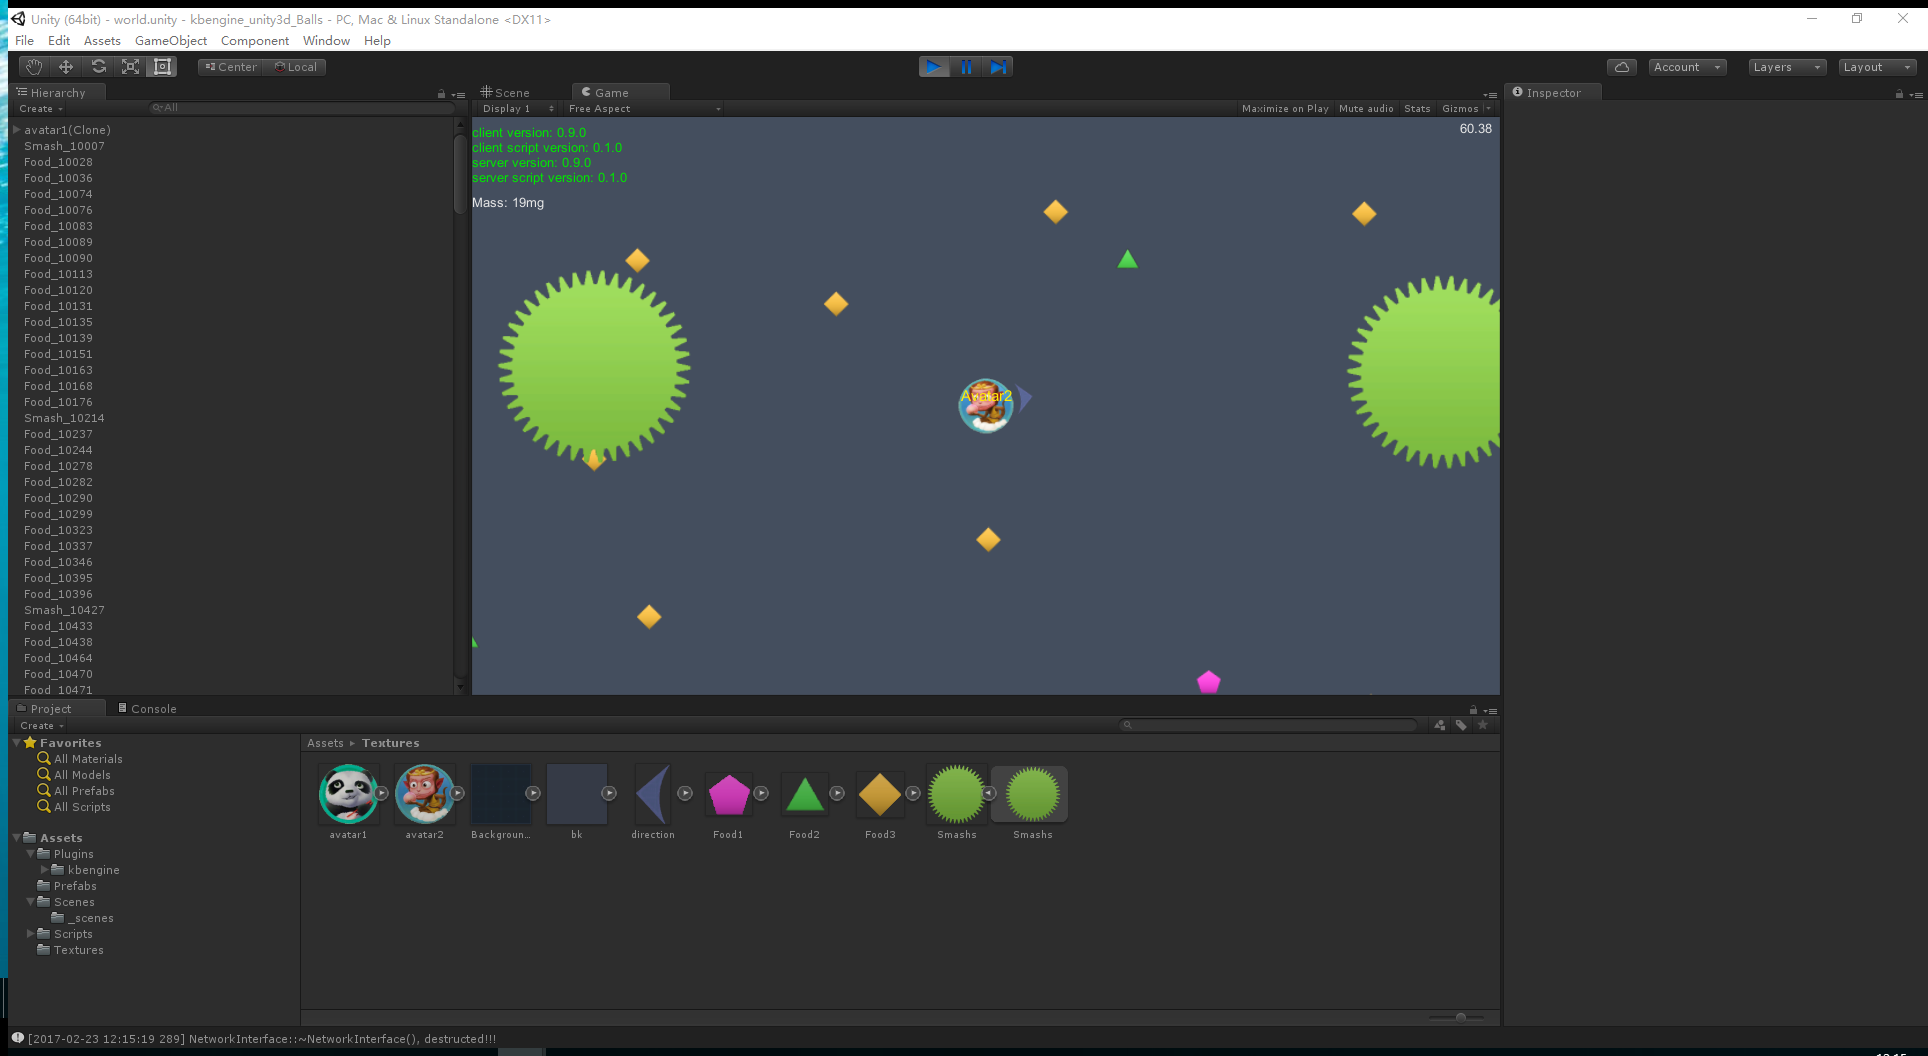 Unity (64bit) - world.unity - kbengine_unity3d_Balls - PC, Mac & Linux Standalone <DX11>
File Edit Assets GameObject Component Window Help
Center Local Account Layers Layout
Hierarchy
Create All
avatar1(Clone)
Smash_10007
Food_10028
Food_10036
Food_10074
Food_10076
Food_10083
Food_10089
Food_10090
Food_10113
Food_10120
Food_10131
Food_10135
Food_10139
Food_10151
Food_10163
Food_10168
Food_10176
Smash_10214
Food_10237
Food_10244
Food_10278
Food_10282
Food_10290
Food_10299
Food_10323
Food_10337
Food_10346
Food_10395
Food_10396
Smash_10427
Food_10433
Food_10438
Food_10464
Food_10470
Food_10471
Scene Game
Display 1 Free Aspect Maximize on Play Mute audio Stats Gizmos
client version: 0.9.0
client script version: 0.1.0
server version: 0.9.0
server script version: 0.1.0
Mass: 19mg
60.38
Avatar2
Inspector
Project Console
Create
Favorites
All Materials
All Models
All Prefabs
All Scripts
Assets
Plugins
kbengine
Prefabs
Scenes
_scenes
Scripts
Textures
Assets Textures
avatar1 avatar2 Backgroun... bk direction Food1 Food2 Food3 Smashs Smashs
[2017-02-23 12:15:19 289] NetworkInterface::~NetworkInterface(), destructed!!!